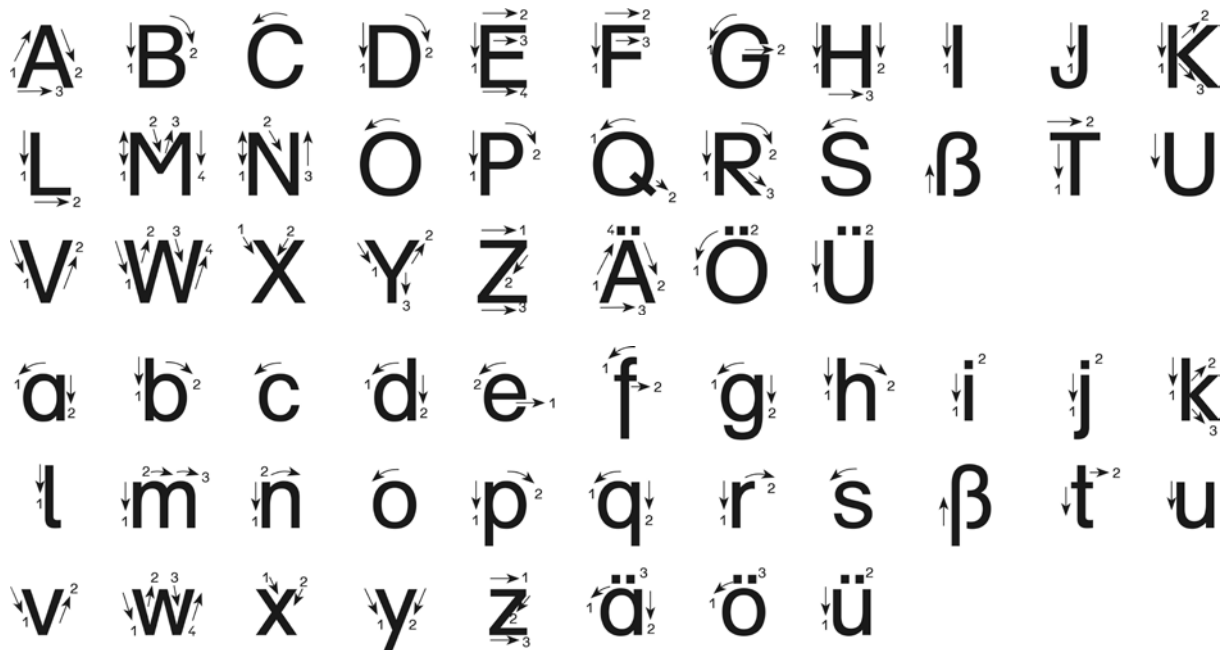 A B C D E F G H I J K
L M N O P Q R S ß T U
V W X Y Z Ä Ö Ü
a b c d e f g h i j k
l m n o p q r s ß t u
v w x y z ä ö ü